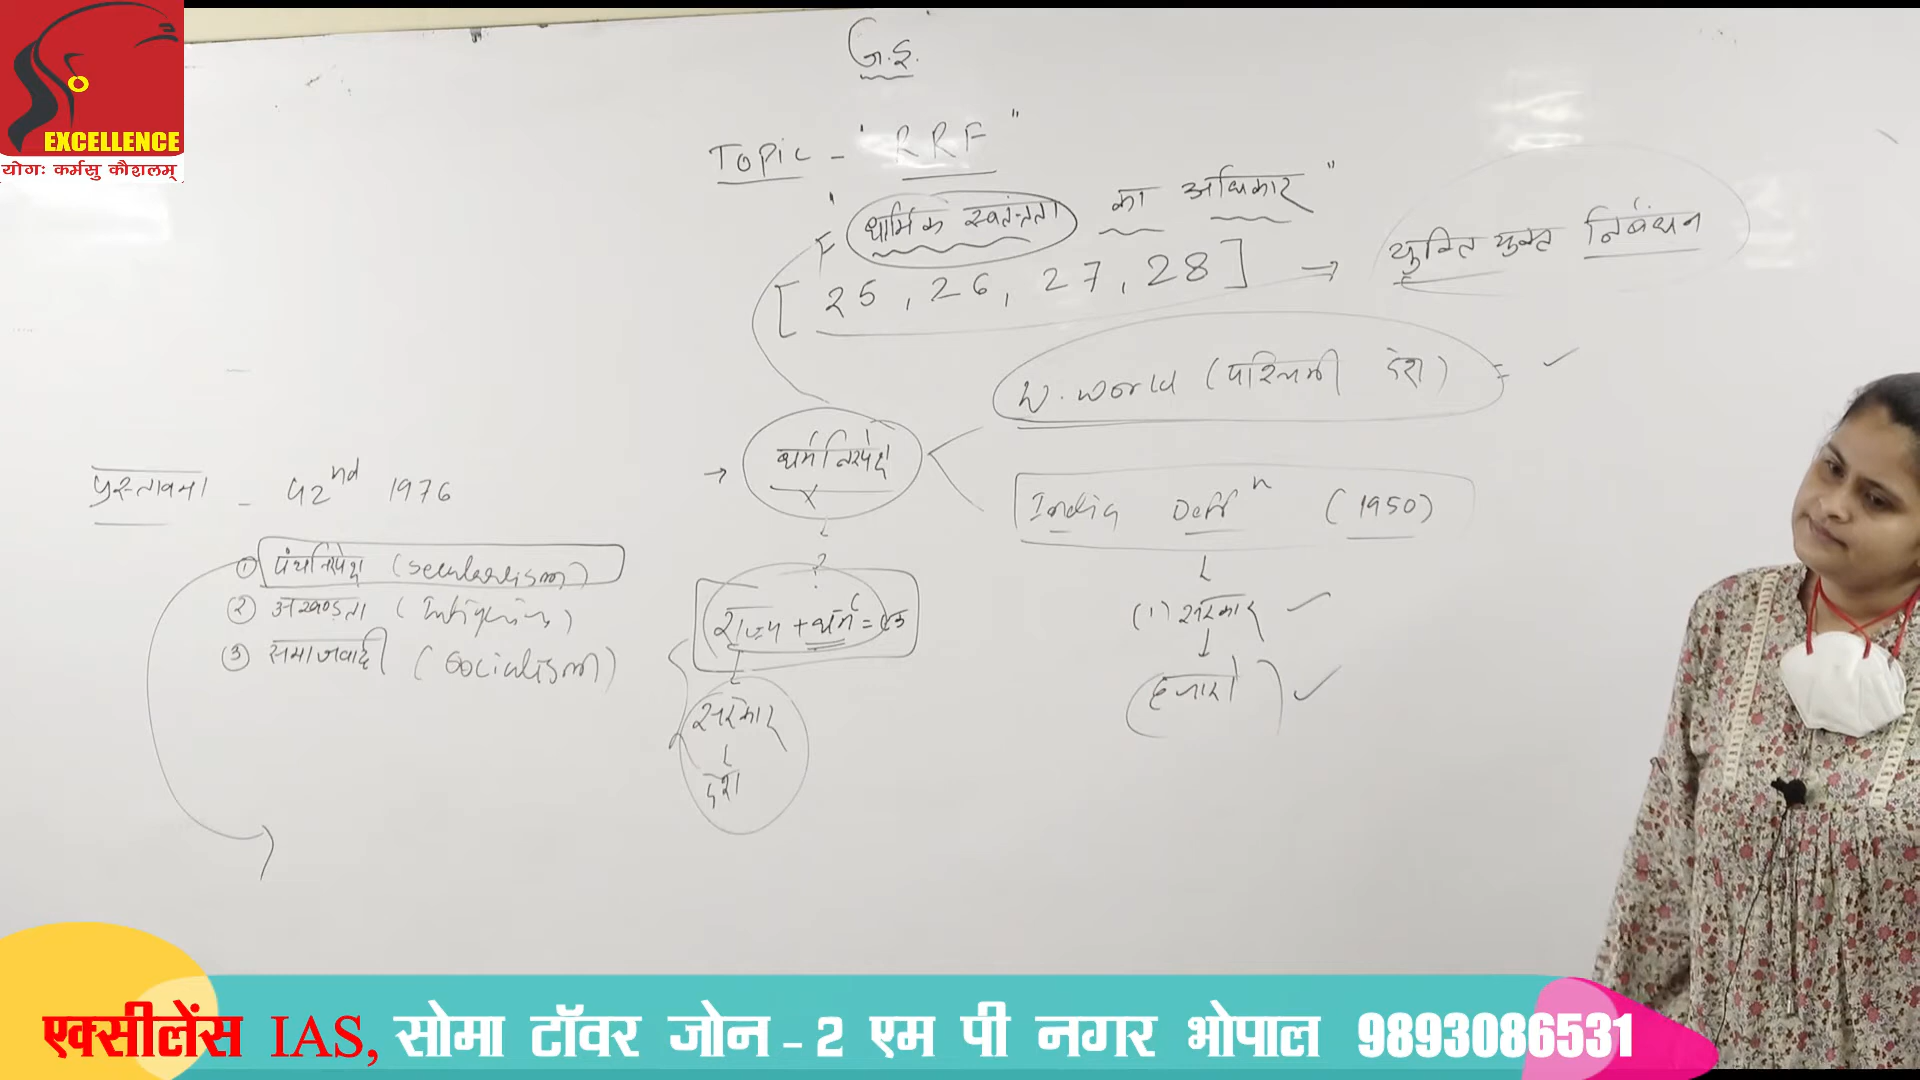 EXCELLENCE
योगः कर्मसु कौशलम्
G.S.
Topic - " RRF "
" धार्मिक स्वतंत्रता का अधिकार "
[ 25, 26, 27, 28 ] → युक्ति युक्त निर्बंधन
W. World (पश्चिमी देश) = ✓
→ धर्मनिरपेक्ष
India Defn (1950)
प्रस्तावना - 42nd 1976
① पंथनिरपेक्ष (secularism)
② अखण्डता
③ समाजवादी (Socialism)
?
राज्य + धर्म = एक
सरकार
देश
(1) सरकार ✓
एक्सीलेंस IAS, सोमा टॉवर जोन - 2 एम पी नगर भोपाल 9893086531